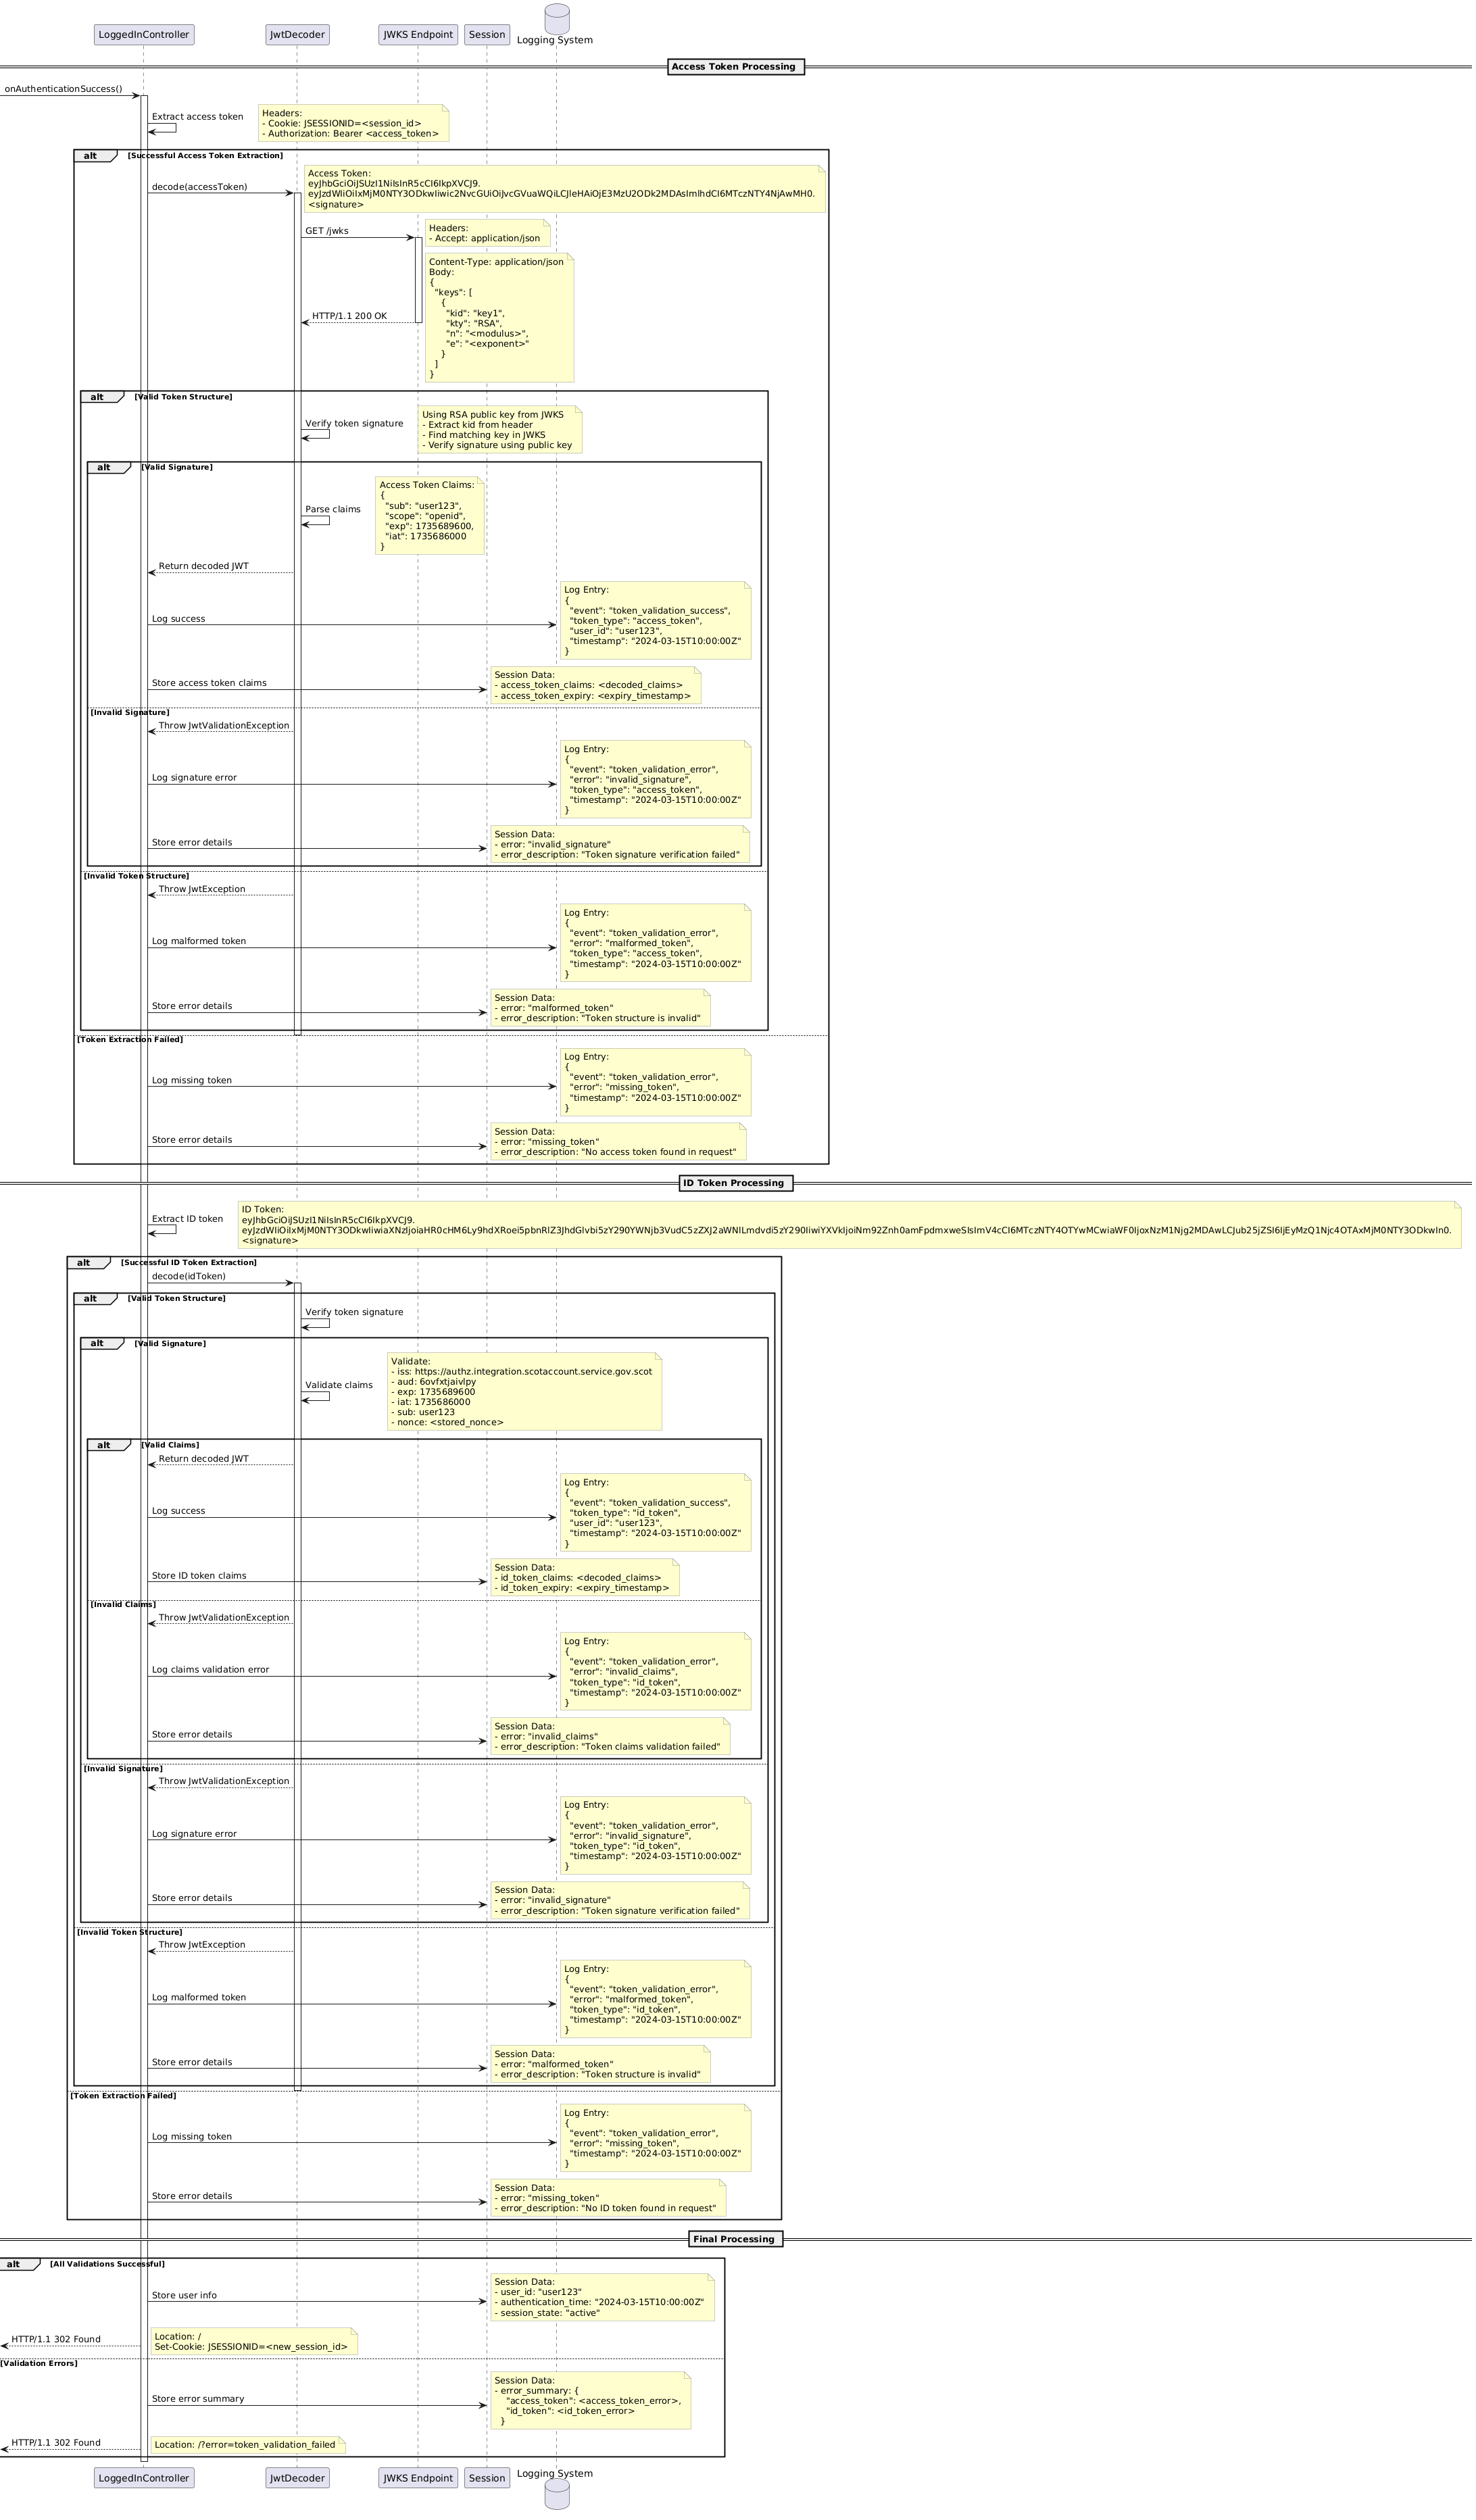 LoggedInController
JwtDecoder
JWKS Endpoint
Session
Logging System
Access Token Processing
onAuthenticationSuccess()
Extract access token
Headers:
- Cookie: JSESSIONID=<session_id>
- Authorization: Bearer <access_token>
alt
[Successful Access Token Extraction]
decode(accessToken)
Access Token:
<signature>
GET /jwks
Headers:
- Accept: application/json
HTTP/1.1 200 OK
Content-Type: application/json
Body:
{
"keys": [
{
"kid": "key1",
"kty": "RSA",
"n": "<modulus>",
"e": "<exponent>"
}
]
}
alt
[Valid Token Structure]
Verify token signature
Using RSA public key from JWKS
- Extract kid from header
- Find matching key in JWKS
- Verify signature using public key
alt
[Valid Signature]
Parse claims
Access Token Claims:
{
"sub": "user123",
"scope": "openid",
"exp": 1735689600,
"iat": 1735686000
}
Return decoded JWT
Log success
Log Entry:
{
"event": "token_validation_success",
"token_type": "access_token",
"user_id": "user123",
"timestamp": "2024-03-15T10:00:00Z"
}
Store access token claims
Session Data:
- access_token_claims: <decoded_claims>
- access_token_expiry: <expiry_timestamp>
[Invalid Signature]
Throw JwtValidationException
Log signature error
Log Entry:
{
"event": "token_validation_error",
"error": "invalid_signature",
"token_type": "access_token",
"timestamp": "2024-03-15T10:00:00Z"
}
Store error details
Session Data:
- error: "invalid_signature"
- error_description: "Token signature verification failed"
[Invalid Token Structure]
Throw JwtException
Log malformed token
Log Entry:
{
"event": "token_validation_error",
"error": "malformed_token",
"token_type": "access_token",
"timestamp": "2024-03-15T10:00:00Z"
}
Store error details
Session Data:
- error: "malformed_token"
- error_description: "Token structure is invalid"
[Token Extraction Failed]
Log missing token
Log Entry:
{
"event": "token_validation_error",
"error": "missing_token",
"timestamp": "2024-03-15T10:00:00Z"
}
Store error details
Session Data:
- error: "missing_token"
- error_description: "No access token found in request"
ID Token Processing
Extract ID token
ID Token:
<signature>
alt
[Successful ID Token Extraction]
decode(idToken)
alt
[Valid Token Structure]
Verify token signature
alt
[Valid Signature]
Validate claims
Validate:
- iss: https://authz.integration.scotaccount.service.gov.scot
- aud: 6ovfxtjaivlpy
- exp: 1735689600
- iat: 1735686000
- sub: user123
- nonce: <stored_nonce>
alt
[Valid Claims]
Return decoded JWT
Log success
Log Entry:
{
"event": "token_validation_success",
"token_type": "id_token",
"user_id": "user123",
"timestamp": "2024-03-15T10:00:00Z"
}
Store ID token claims
Session Data:
- id_token_claims: <decoded_claims>
- id_token_expiry: <expiry_timestamp>
[Invalid Claims]
Throw JwtValidationException
Log claims validation error
Log Entry:
{
"event": "token_validation_error",
"error": "invalid_claims",
"token_type": "id_token",
"timestamp": "2024-03-15T10:00:00Z"
}
Store error details
Session Data:
- error: "invalid_claims"
- error_description: "Token claims validation failed"
[Invalid Signature]
Throw JwtValidationException
Log signature error
Log Entry:
{
"event": "token_validation_error",
"error": "invalid_signature",
"token_type": "id_token",
"timestamp": "2024-03-15T10:00:00Z"
}
Store error details
Session Data:
- error: "invalid_signature"
- error_description: "Token signature verification failed"
[Invalid Token Structure]
Throw JwtException
Log malformed token
Log Entry:
{
"event": "token_validation_error",
"error": "malformed_token",
"token_type": "id_token",
"timestamp": "2024-03-15T10:00:00Z"
}
Store error details
Session Data:
- error: "malformed_token"
- error_description: "Token structure is invalid"
[Token Extraction Failed]
Log missing token
Log Entry:
{
"event": "token_validation_error",
"error": "missing_token",
"timestamp": "2024-03-15T10:00:00Z"
}
Store error details
Session Data:
- error: "missing_token"
- error_description: "No ID token found in request"
Final Processing
alt
[All Validations Successful]
Store user info
Session Data:
- user_id: "user123"
- authentication_time: "2024-03-15T10:00:00Z"
- session_state: "active"
HTTP/1.1 302 Found
Location: /
Set-Cookie: JSESSIONID=<new_session_id>
[Validation Errors]
Store error summary
Session Data:
- error_summary: {
"access_token": <access_token_error>,
"id_token": <id_token_error>
}
HTTP/1.1 302 Found
Location: /?error=token_validation_failed
LoggedInController
JwtDecoder
JWKS Endpoint
Session
Logging System